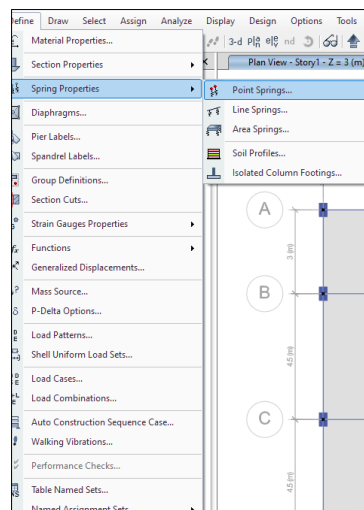 Define Draw Select Assign Analyze Display Design Options Tools
Material Properties...
3-d
nd
Section Properties
Plan View - Story1 - Z = 3 (m)
Spring Properties
Point Springs...
Line Springs...
Diaphragms...
Area Springs...
Pier Labels...
Soil Profiles...
Spandrel Labels...
Isolated Column Footings...
Group Definitions...
Section Cuts...
A
Strain Gauges Properties
3 (m)
Functions
Generalized Displacements...
Mass Source...
B
P-Delta Options...
Load Patterns...
Shell Uniform Load Sets...
4.5 (m)
Load Cases...
Load Combinations...
Auto Construction Sequence Case...
C
Walking Vibrations...
Performance Checks...
4.5 (m)
Table Named Sets...
Named Assignment Sets